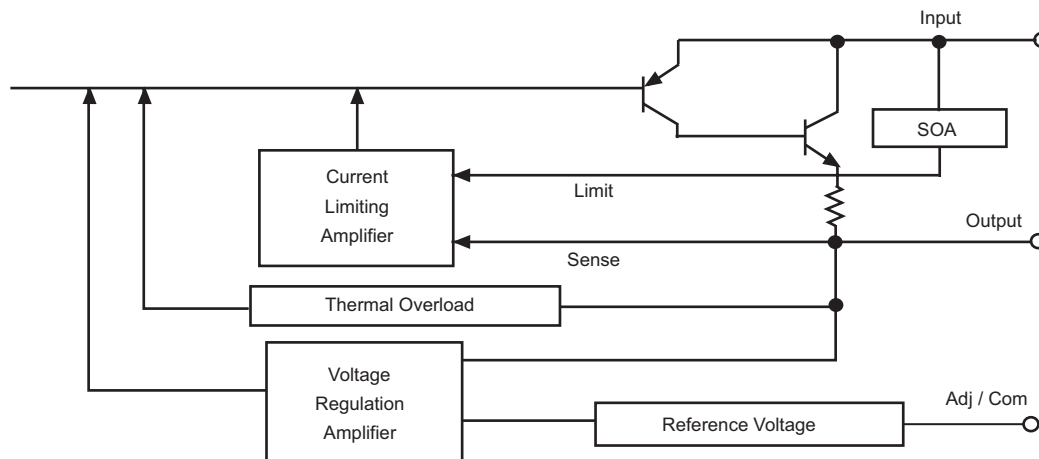 Input
SOA
Current
Limiting
Amplifier
Limit
Output
Sense
Thermal Overload
Voltage
Regulation
Amplifier
Adj / Com
Reference Voltage